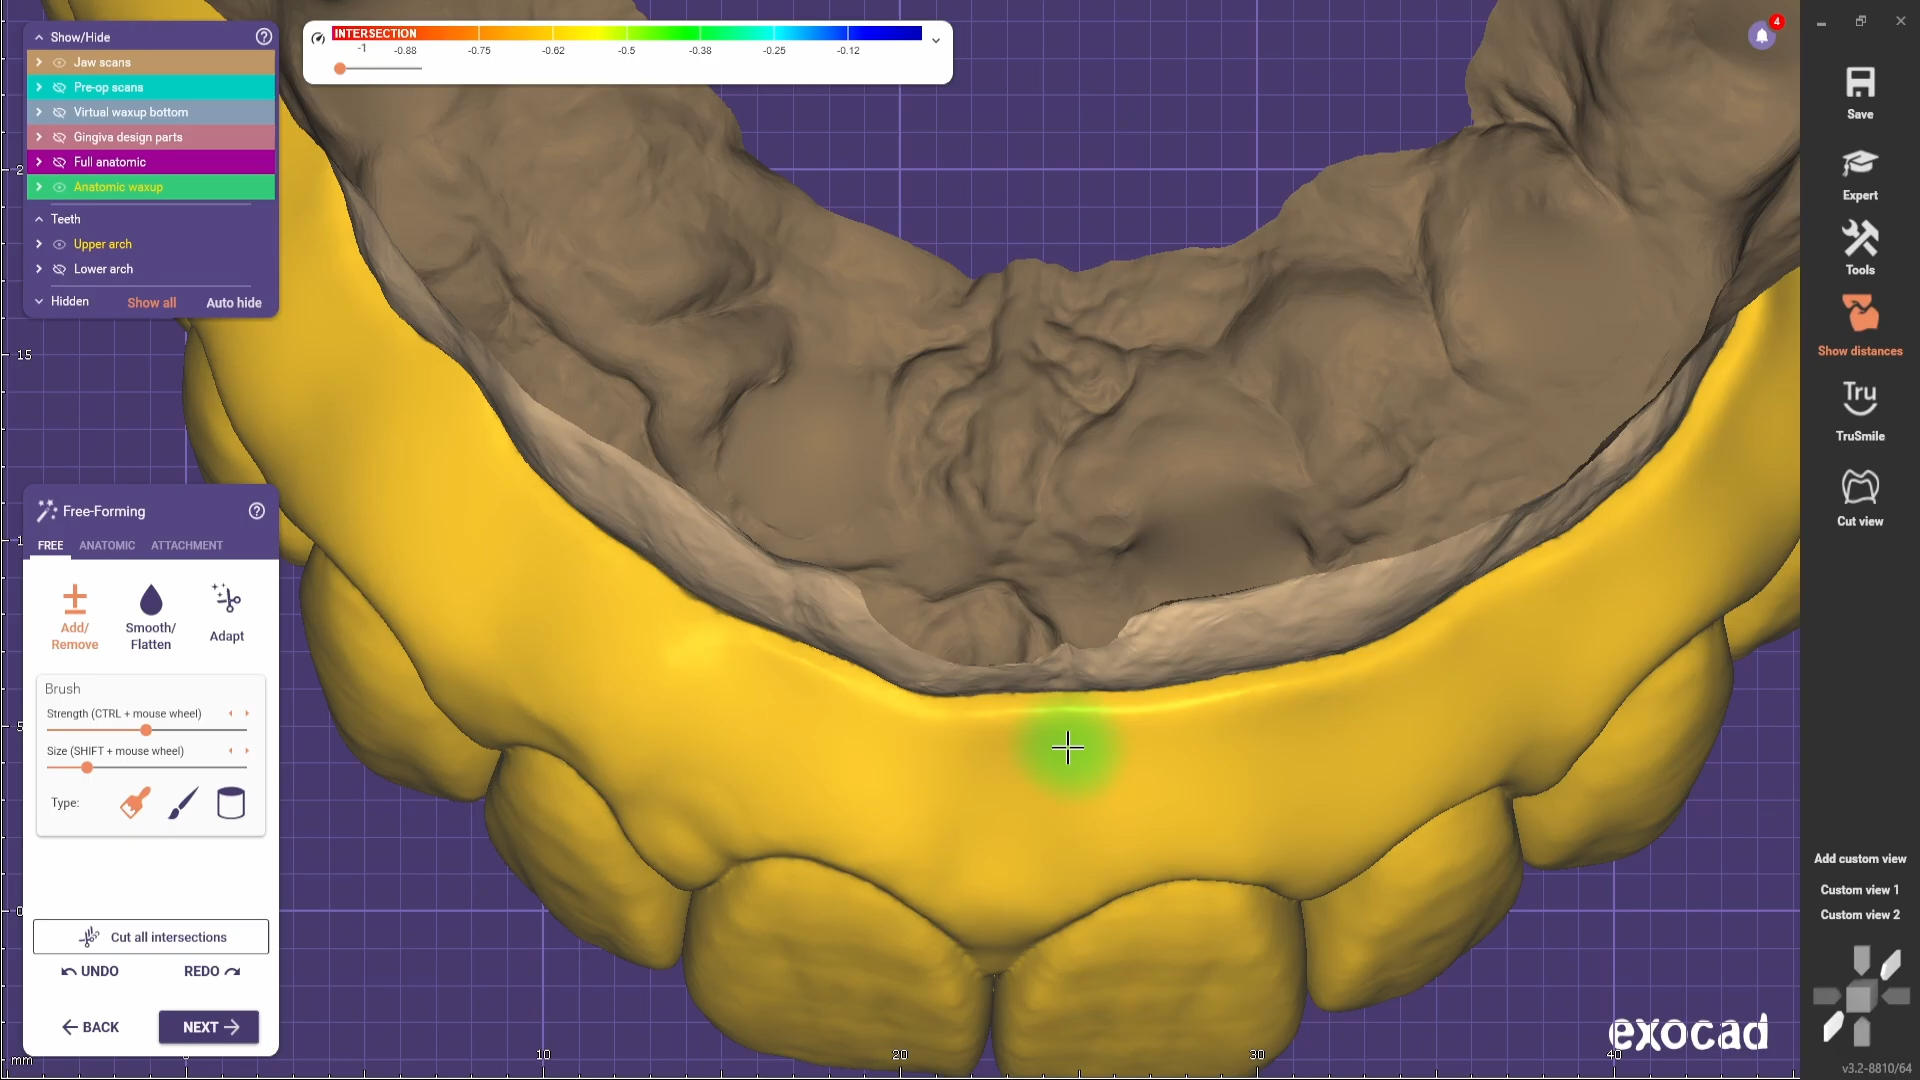 Show/Hide
Jaw scans
Pre-op scans
Virtual waxup bottom
Gingiva design parts
Full anatomic
Anatomic waxup
Teeth
Upper arch
Lower arch
Hidden Show all Auto hide
INTERSECTION
-1 -0.88 -0.75 -0.62 -0.5 -0.38 -0.25 -0.12
4
Save
Expert
Tools
Show distances
Tru
TruSmile
Cut view
Add custom view
Custom view 1
Custom view 2
Free-Forming
FREE ANATOMIC ATTACHMENT
Add/
Remove
Smooth/
Flatten
Adapt
Brush
Strength (CTRL + mouse wheel)
Size (SHIFT + mouse wheel)
Type:
Cut all intersections
UNDO REDO
BACK NEXT
2
15
5
0
mm
10 20 30 40
exocad
v3.2-8810/64